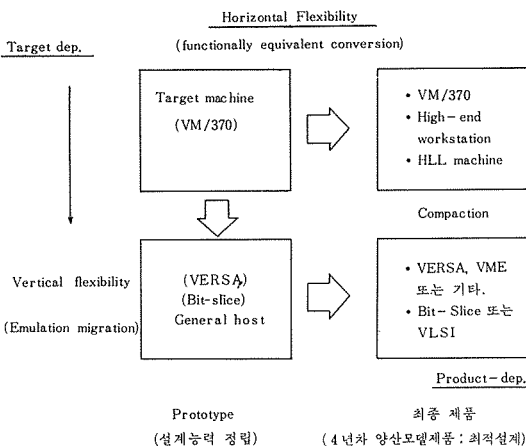 Horizontal Flexibility
Target dep.
(functionally equivalent conversion)
Target machine
(VM/370)
• VM/370
• High-end
workstation
• HLL machine
Compaction
Vertical flexibility
(Emulation migration)
(VERSA)
(Bit-slice)
General host
• VERSA, VME
또는 기타.
• Bit-Slice 또는
VLSI
Product-dep.
Prototype
(설계능력 정립)
최종 제품
(4년차 양산모델제품 : 최적설계)